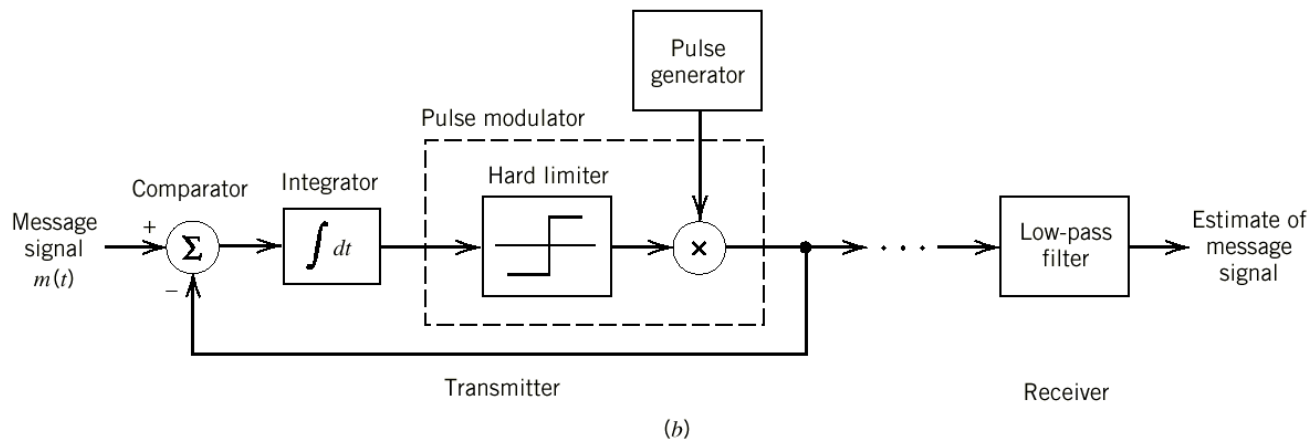 Pulse
generator
Pulse modulator
Comparator
Integrator
Hard limiter
Message
signal
m(t)
+
Σ
−
∫ dt
×
. . .
Low-pass
filter
Estimate of
message
signal
Transmitter
Receiver
(b)